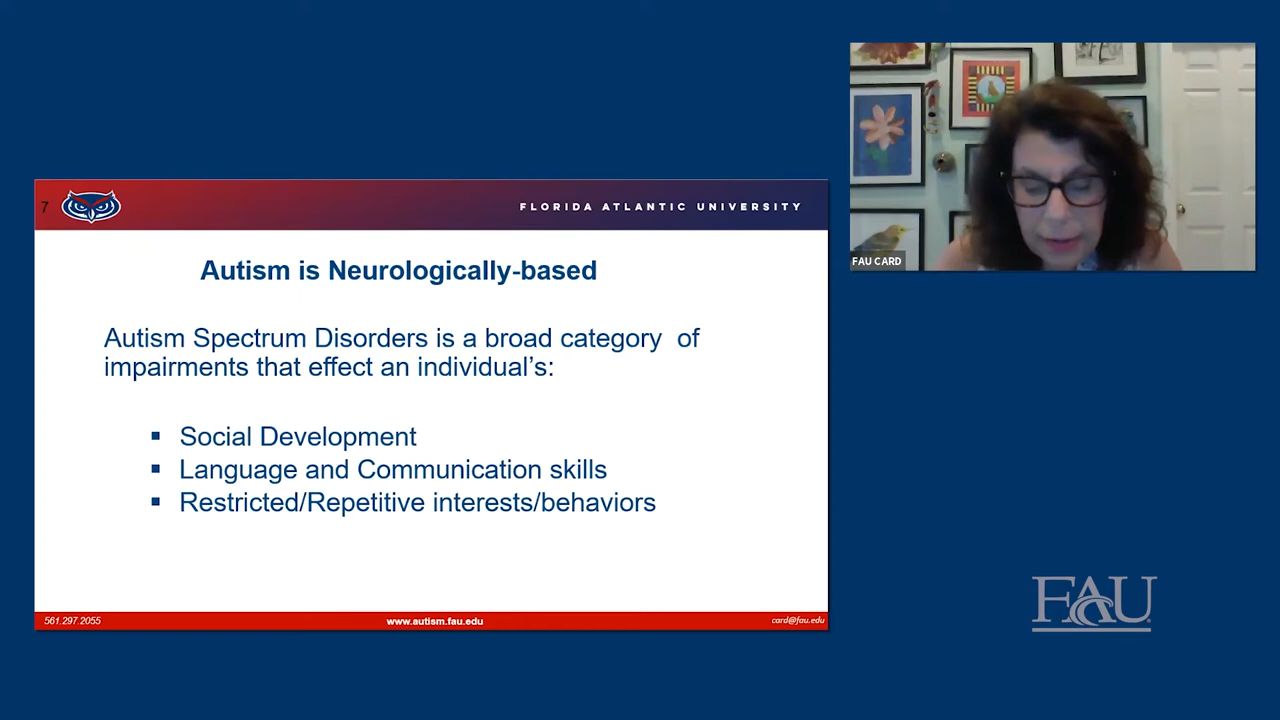 7
FLORIDA ATLANTIC UNIVERSITY
Autism is Neurologically-based
Autism Spectrum Disorders is a broad category of
impairments that effect an individual's:
▪ Social Development
▪ Language and Communication skills
▪ Restricted/Repetitive interests/behaviors
561.297.2055
www.autism.fau.edu
card@fau.edu
FAU CARD
FAU